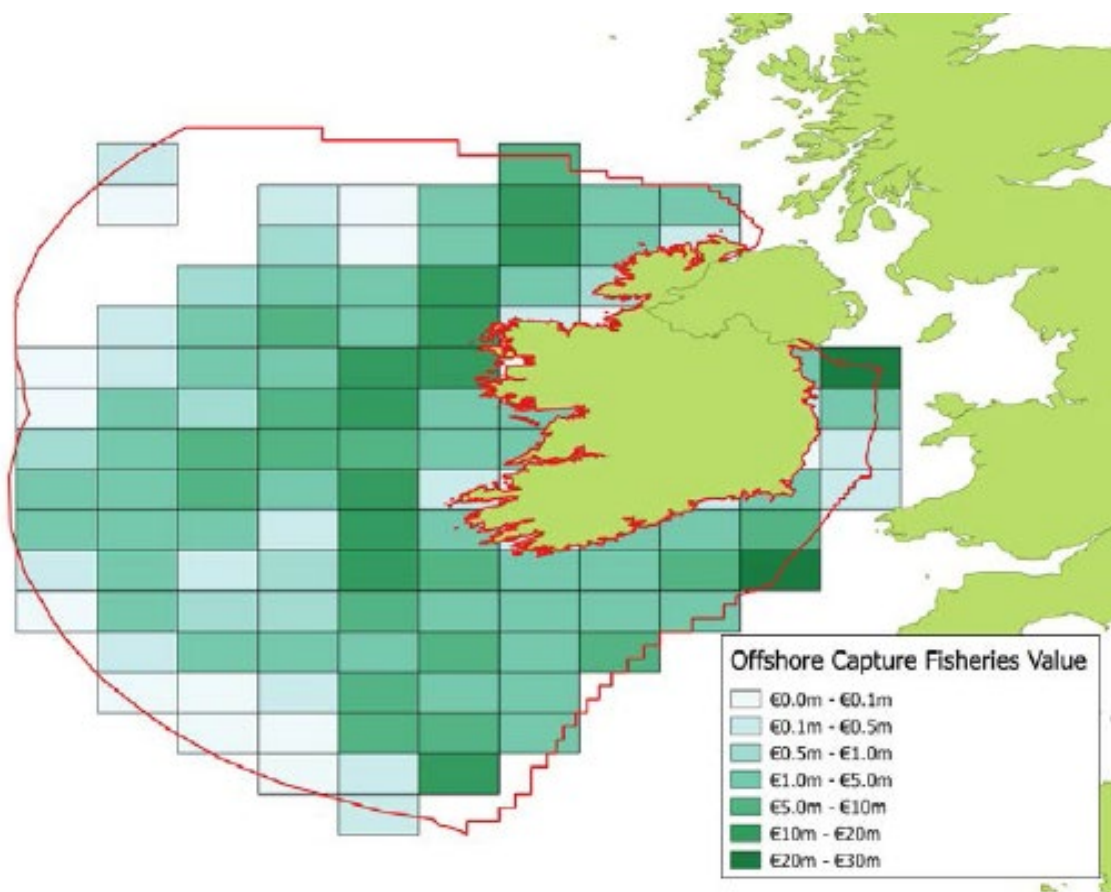 Offshore Capture Fisheries Value
€0.0m - €0.1m
€0.1m - €0.5m
€0.5m - €1.0m
€1.0m - €5.0m
€5.0m - €10m
€10m - €20m
€20m - €30m